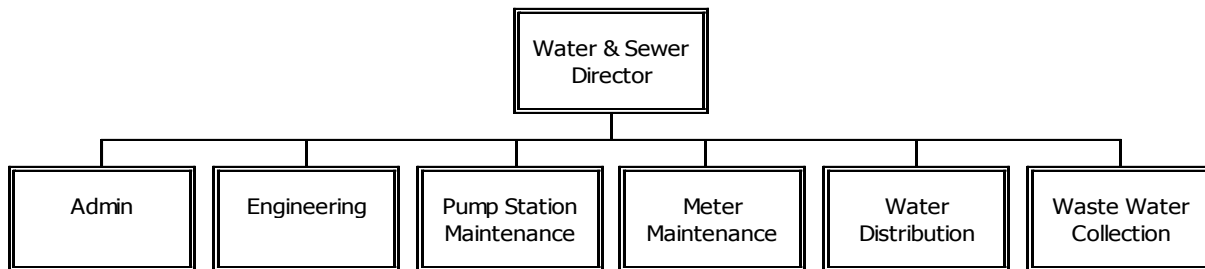 Water & Sewer
Director
Admin
Engineering
Pump Station
Maintenance
Meter
Maintenance
Water
Distribution
Waste Water
Collection